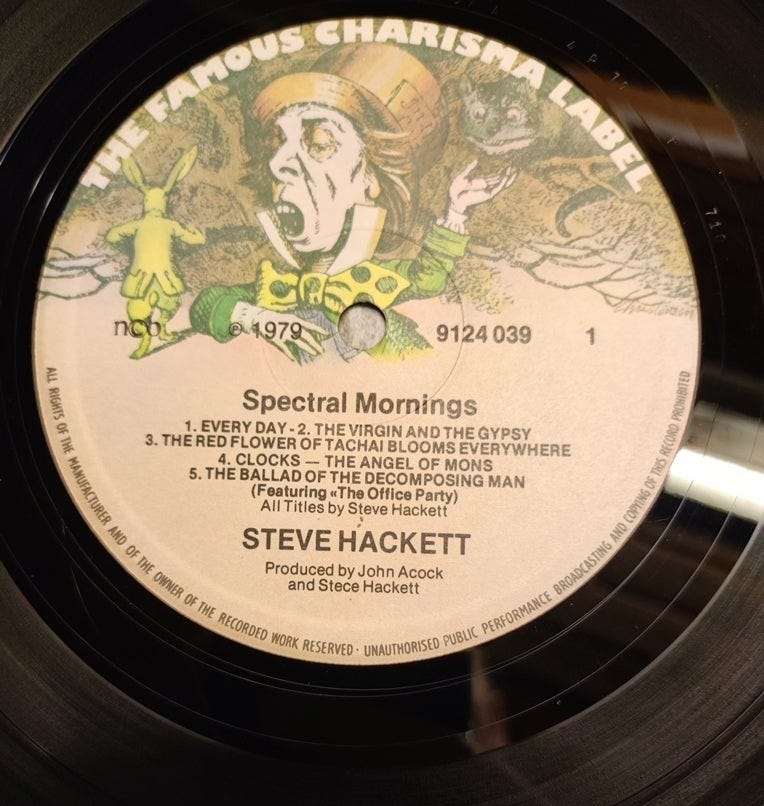 THE FAMOUS CHARISMA LABEL
ncb ℗ 1979 9124 039 1
Spectral Mornings
1. EVERY DAY - 2. THE VIRGIN AND THE GYPSY
3. THE RED FLOWER OF TACHAI BLOOMS EVERYWHERE
4. CLOCKS — THE ANGEL OF MONS
5. THE BALLAD OF THE DECOMPOSING MAN
(Featuring «The Office Party)
All Titles by Steve Hackett
STEVE HACKETT
Produced by John Acock
and Stece Hackett
ALL RIGHTS OF THE MANUFACTURER AND OF THE OWNER OF THE RECORDED WORK RESERVED · UNAUTHORISED PUBLIC PERFORMANCE BROADCASTING AND COPYING OF THIS RECORD PROHIBITED